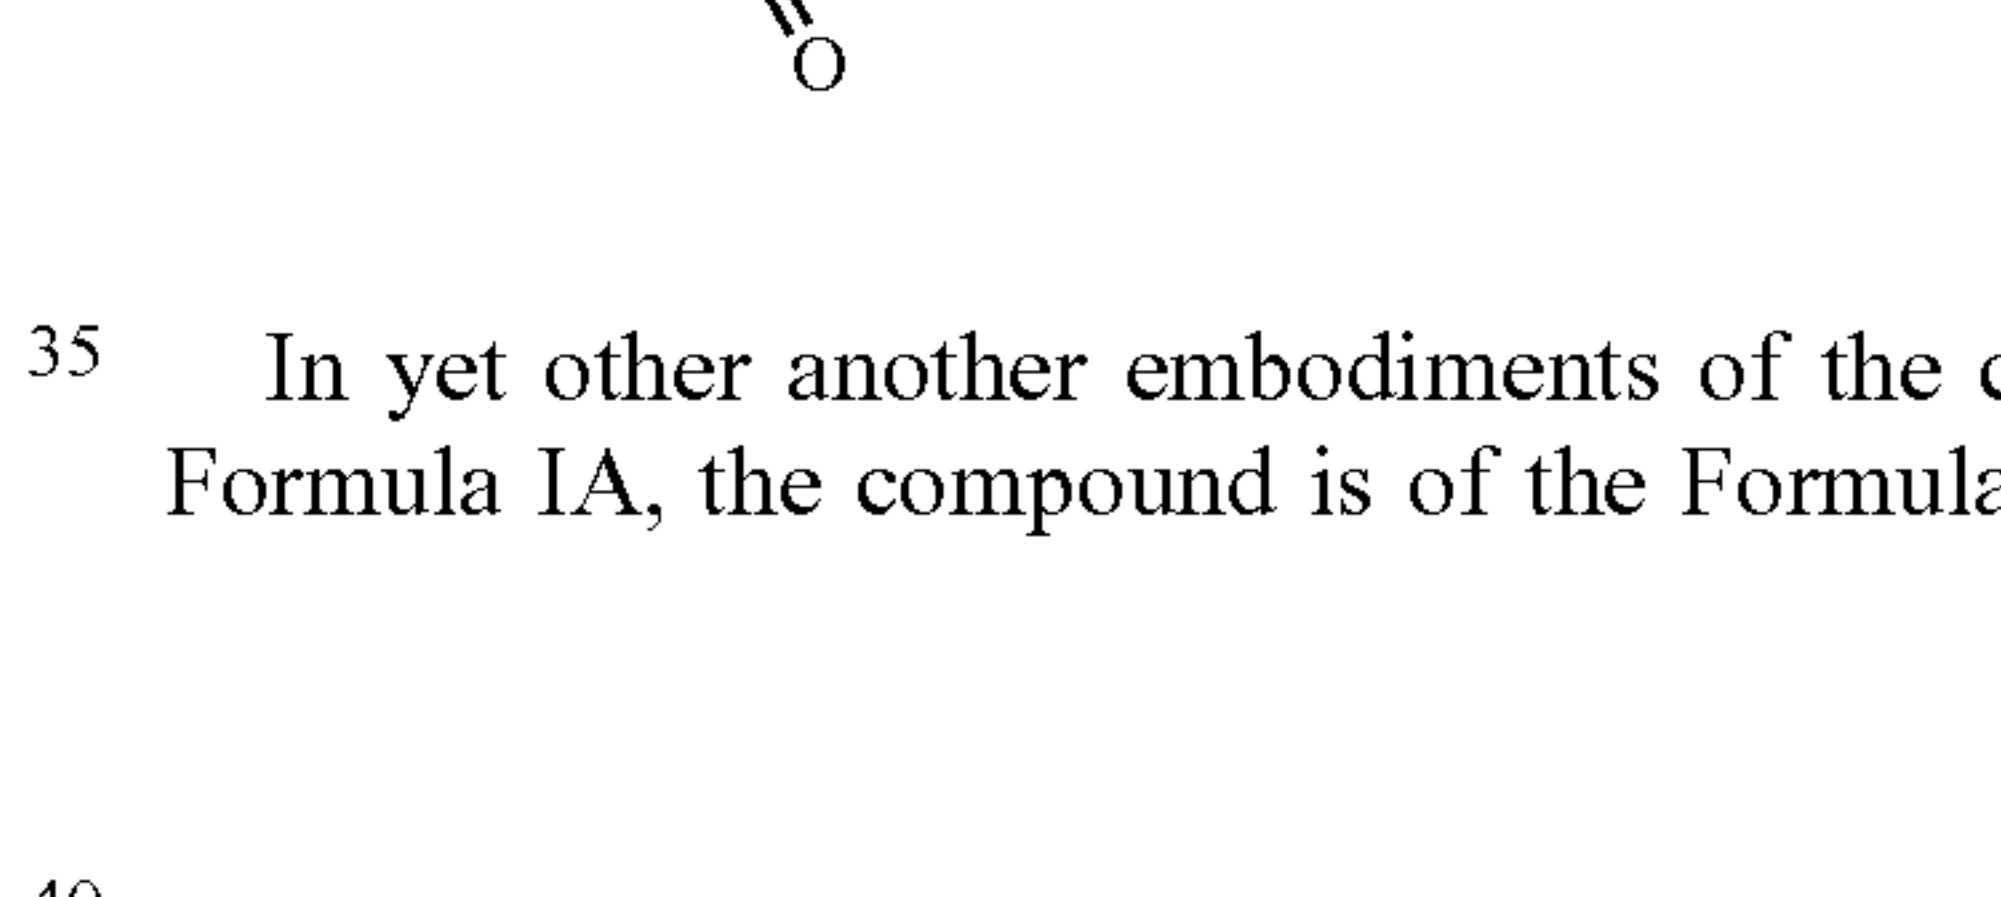 O
35 In yet other another embodiments of the
Formula IA, the compound is of the Formula